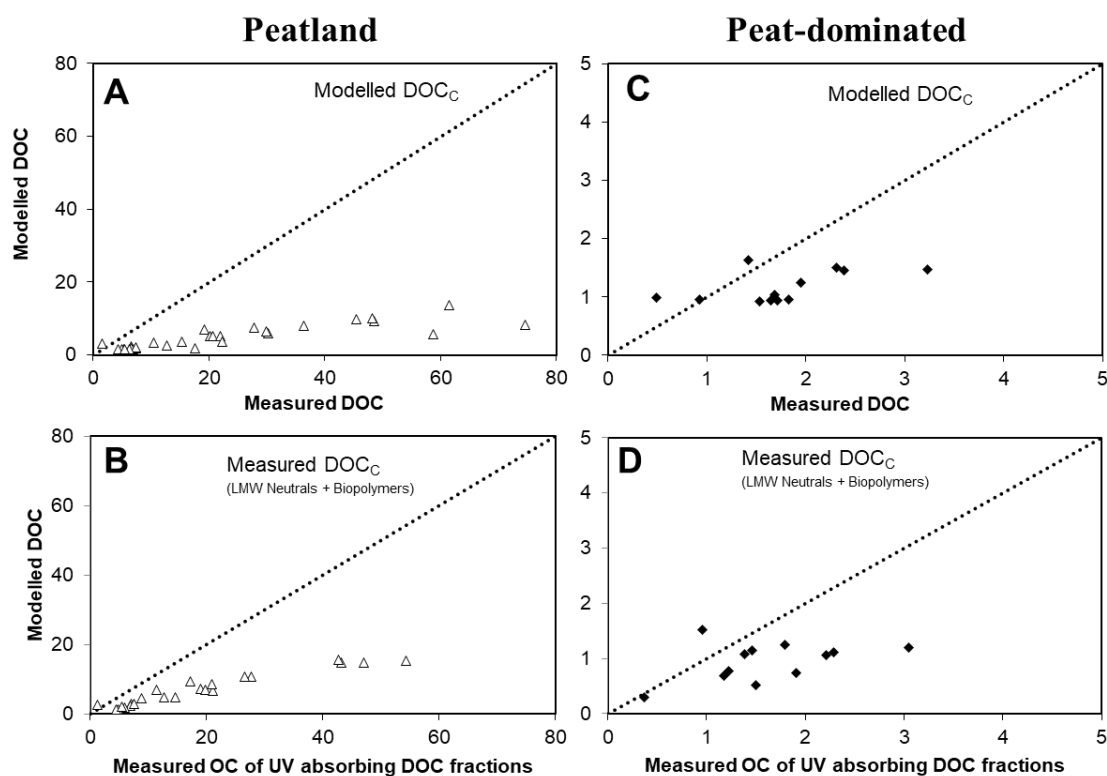 Peatland
Peat-dominated
A
Modelled DOCC
80
60
40
20
0
Modelled DOC
0 20 40 60 80
Measured DOC
C
Modelled DOCC
5
4
3
2
1
0
0 1 2 3 4 5
Measured DOC
B
Measured DOCC
(LMW Neutrals + Biopolymers)
80
60
40
20
0
Modelled DOC
0 20 40 60 80
Measured OC of UV absorbing DOC fractions
D
Measured DOCC
(LMW Neutrals + Biopolymers)
5
4
3
2
1
0
0 1 2 3 4 5
Measured OC of UV absorbing DOC fractions